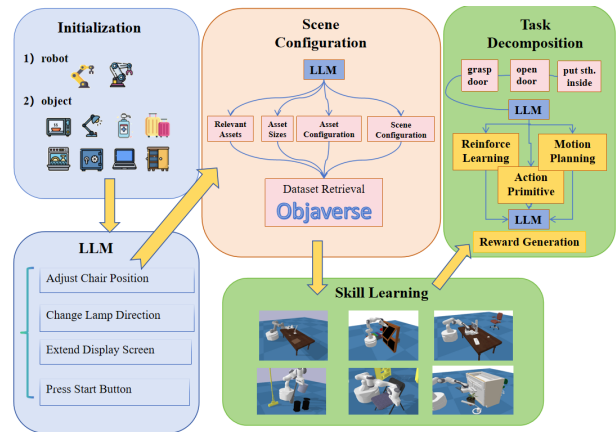 Initialization
1) robot
2) object
LLM
Adjust Chair Position
Change Lamp Direction
Extend Display Screen
Press Start Button
Scene
Configuration
LLM
Relevant
Assets
Asset
Sizes
Asset
Configuration
Scene
Configuration
Dataset Retrieval
Objaverse
Skill Learning
Task
Decomposition
grasp
door
open
door
put sth.
inside
LLM
Reinforce
Learning
Motion
Planning
Action
Primitive
LLM
Reward Generation